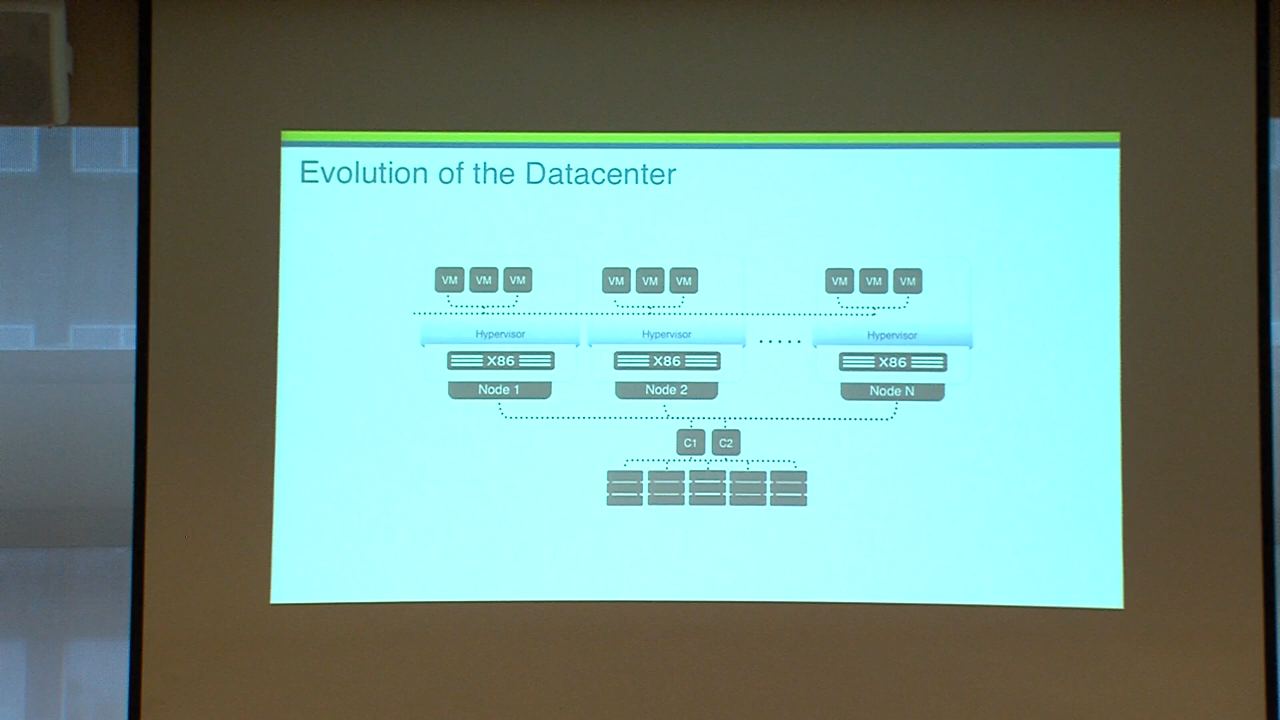 Evolution of the Datacenter
VM VM VM VM VM VM VM VM VM
Hypervisor Hypervisor Hypervisor
X86 X86 X86
Node 1 Node 2 Node N
C1 C2